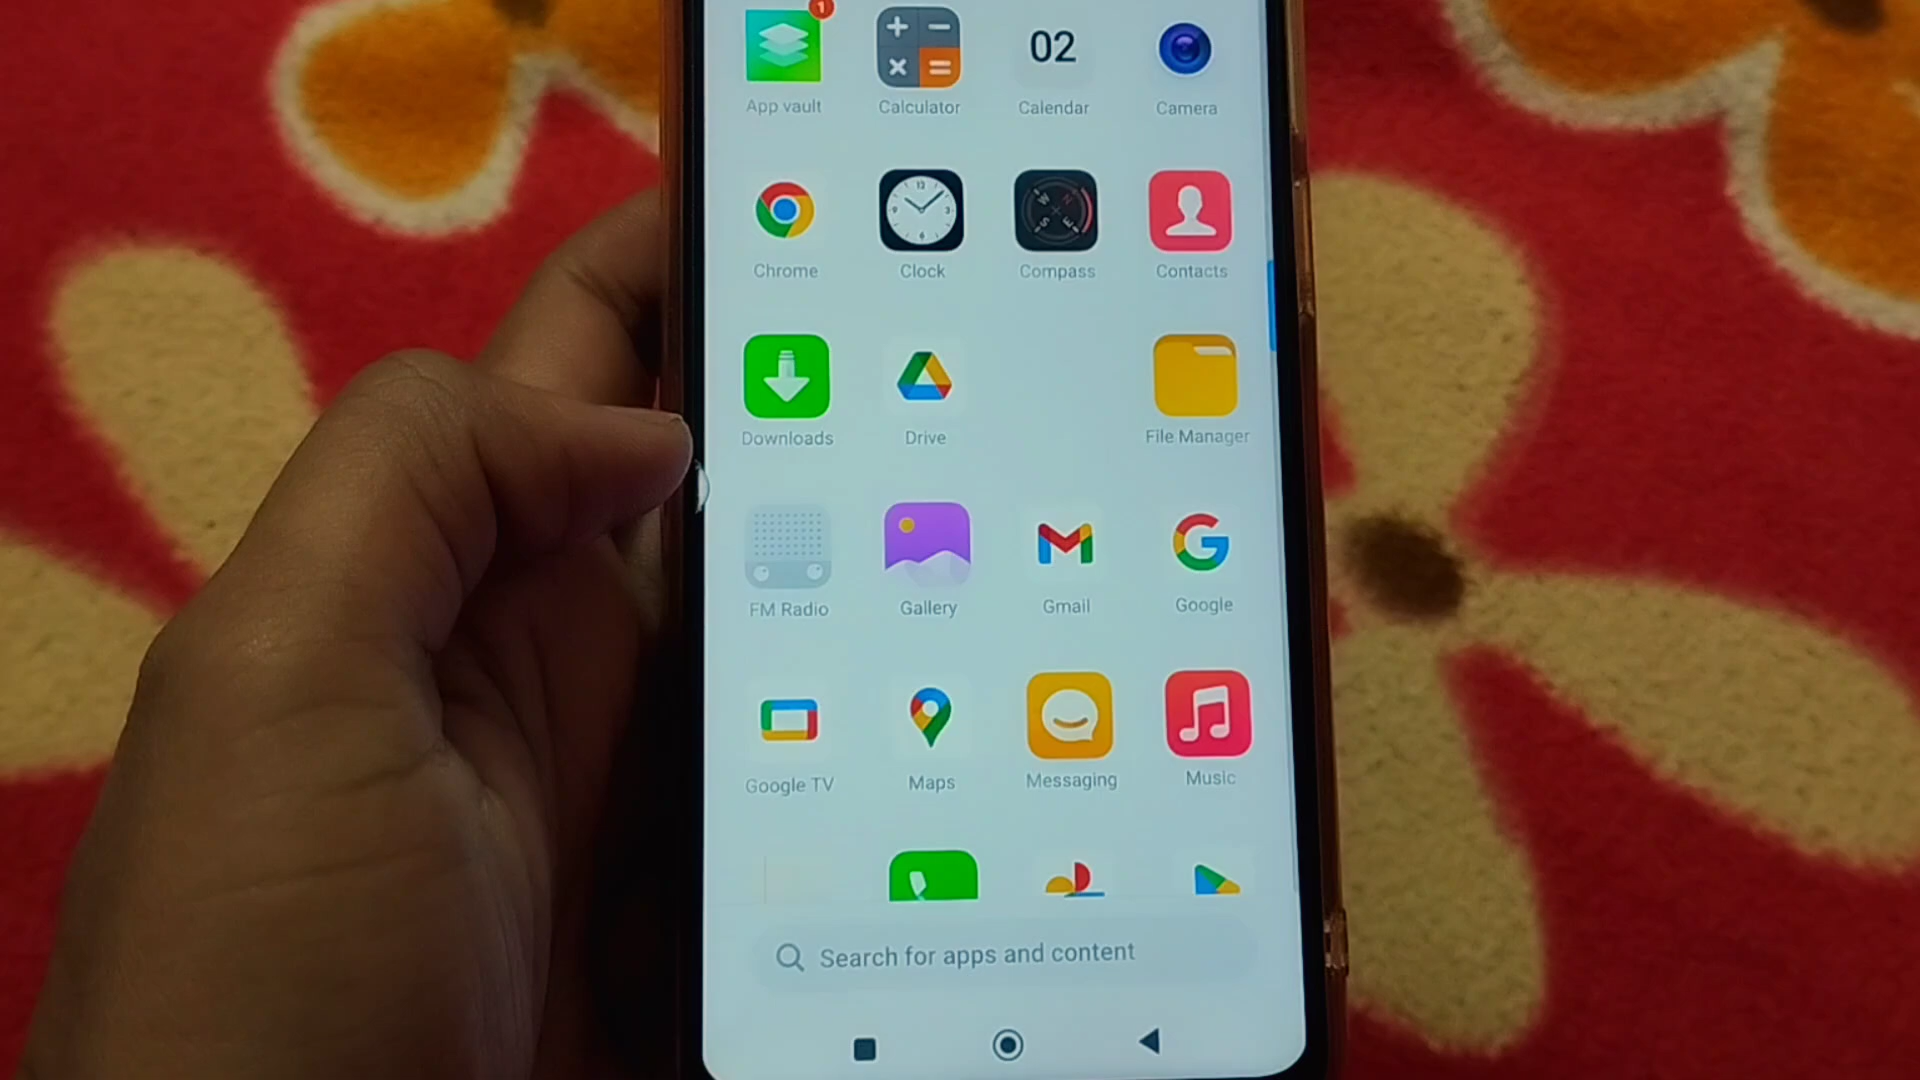 1
App vault Calculator Calendar Camera
02
Chrome Clock Compass Contacts
Downloads Drive File Manager
FM Radio Gallery Gmail Google
Google TV Maps Messaging Music
Search for apps and content